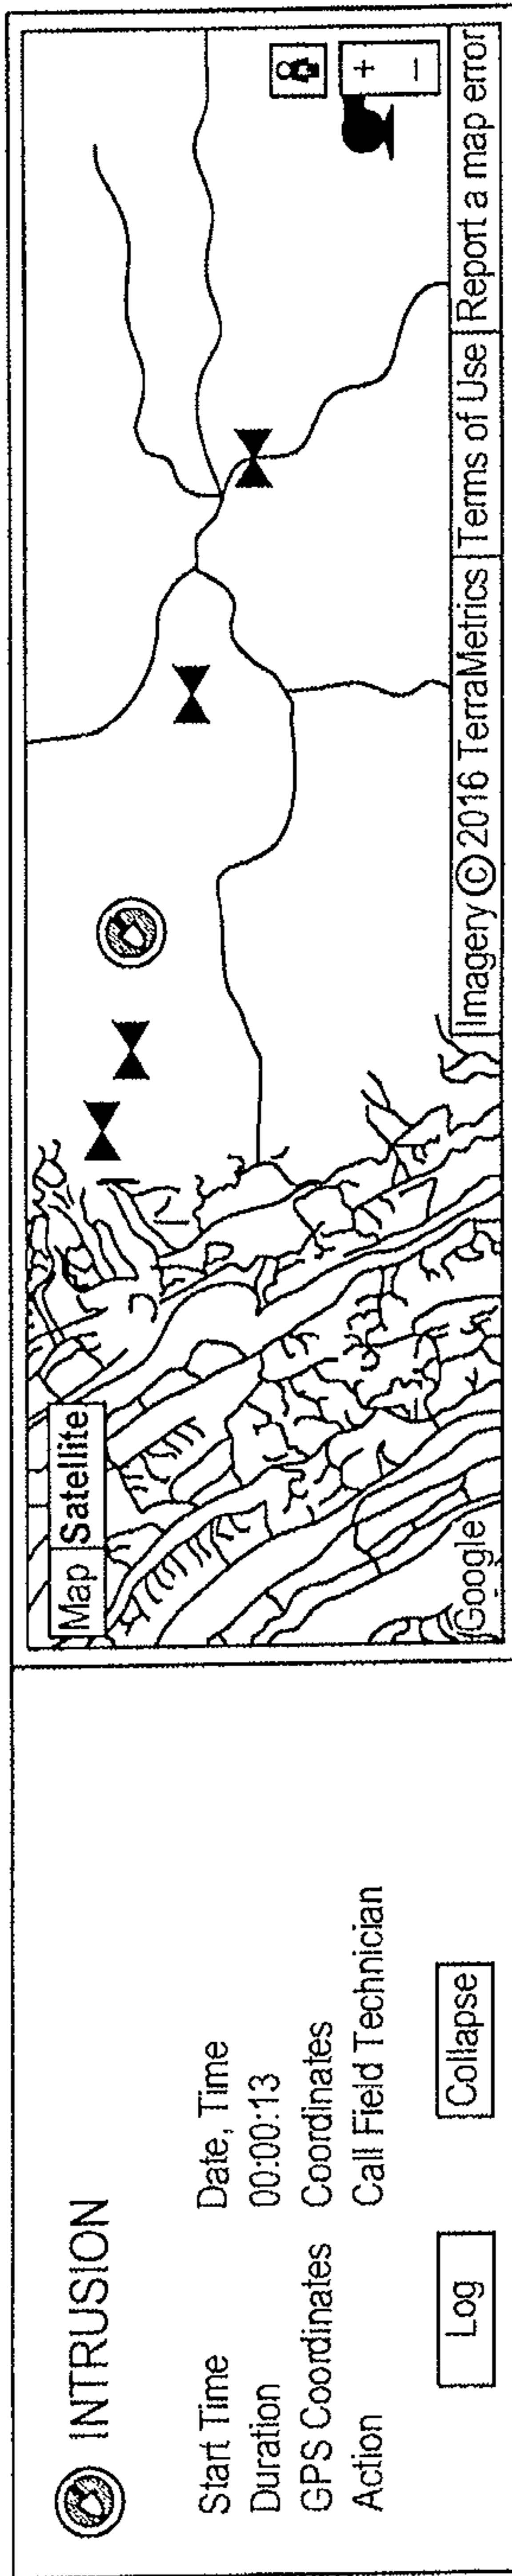 INTRUSION
Start Time Date, Time
Duration 00:00:13
GPS Coordinates Coordinates
Action Call Field Technician
Log Collapse
Map Satellite
+
−
Google Imagery © 2016 TerraMetrics Terms of Use Report a map error